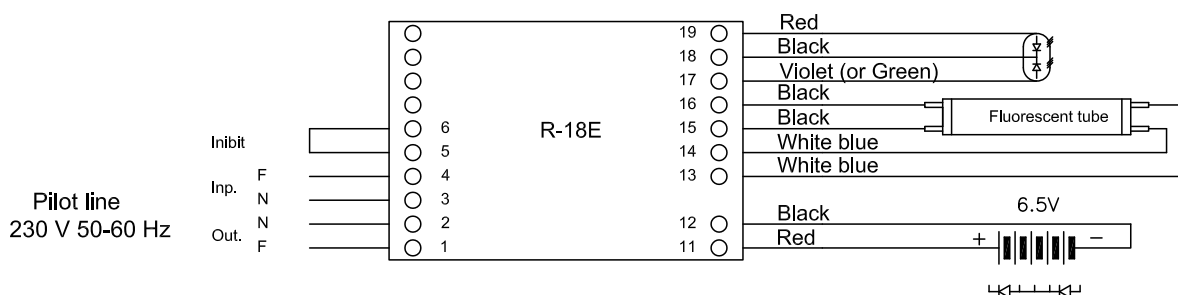 Red
19
Black
18
Violet (or Green)
17
Black
16
Fluorescent tube
Black
15
6
R-18E
White blue
14
Inibit
5
White blue
13
F
4
Inp.
N
3
Pilot line
230 V 50-60 Hz
N
2
Out.
F
1
Black
12
6.5V
Red
11
+
−